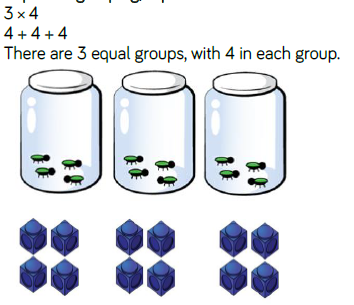 3 × 4
4 + 4 + 4
There are 3 equal groups, with 4 in each group.